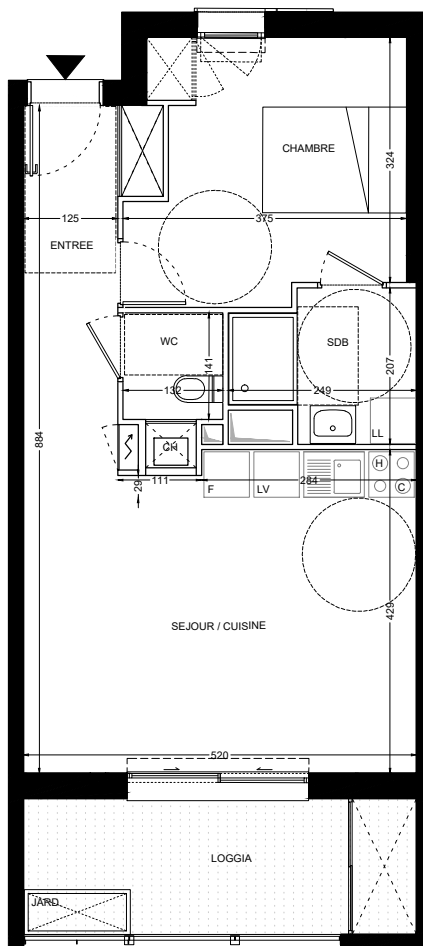 CHAMBRE
324
125
375
ENTREE
WC
SDB
141
207
132
249
884
CH
LL
29
111
284
F
LV
H
C
SEJOUR / CUISINE
429
520
LOGGIA
JARD.